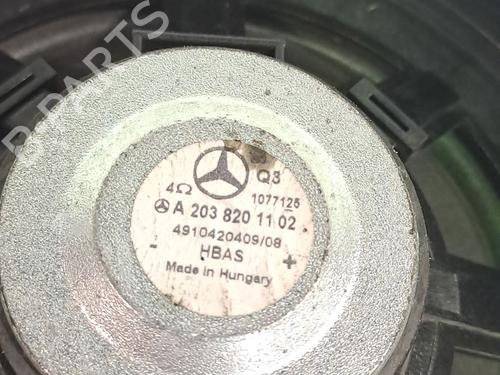 B-PARTS
Q3
4Ω
1077125
A 203 820 11 02
4910420409/08
- HBAS +
Made in Hungary